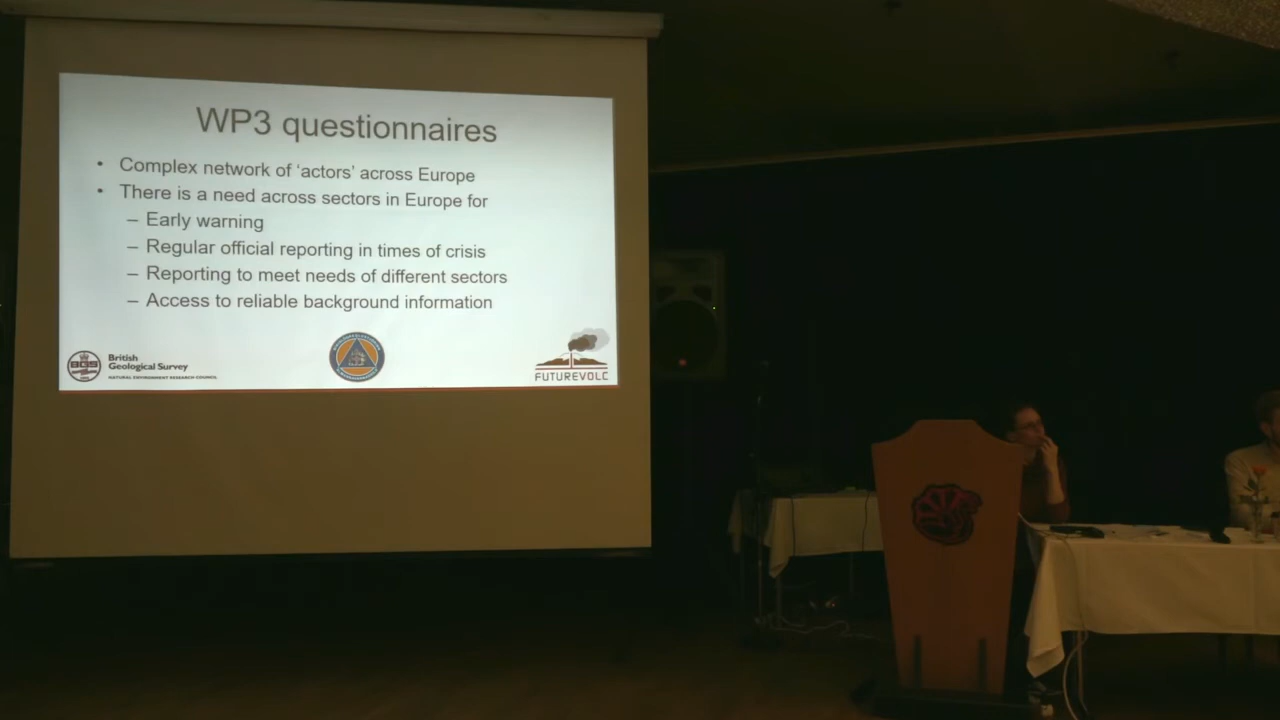 WP3 questionnaires
• Complex network of ‘actors’ across Europe
• There is a need across sectors in Europe for
– Early warning
– Regular official reporting in times of crisis
– Reporting to meet needs of different sectors
– Access to reliable background information
BGS
British
Geological Survey
NATURAL ENVIRONMENT RESEARCH COUNCIL
FUTUREVOLC